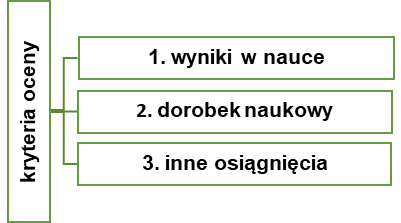 kryteria oceny
1. wyniki w nauce
2. dorobek naukowy
3. inne osiągnięcia